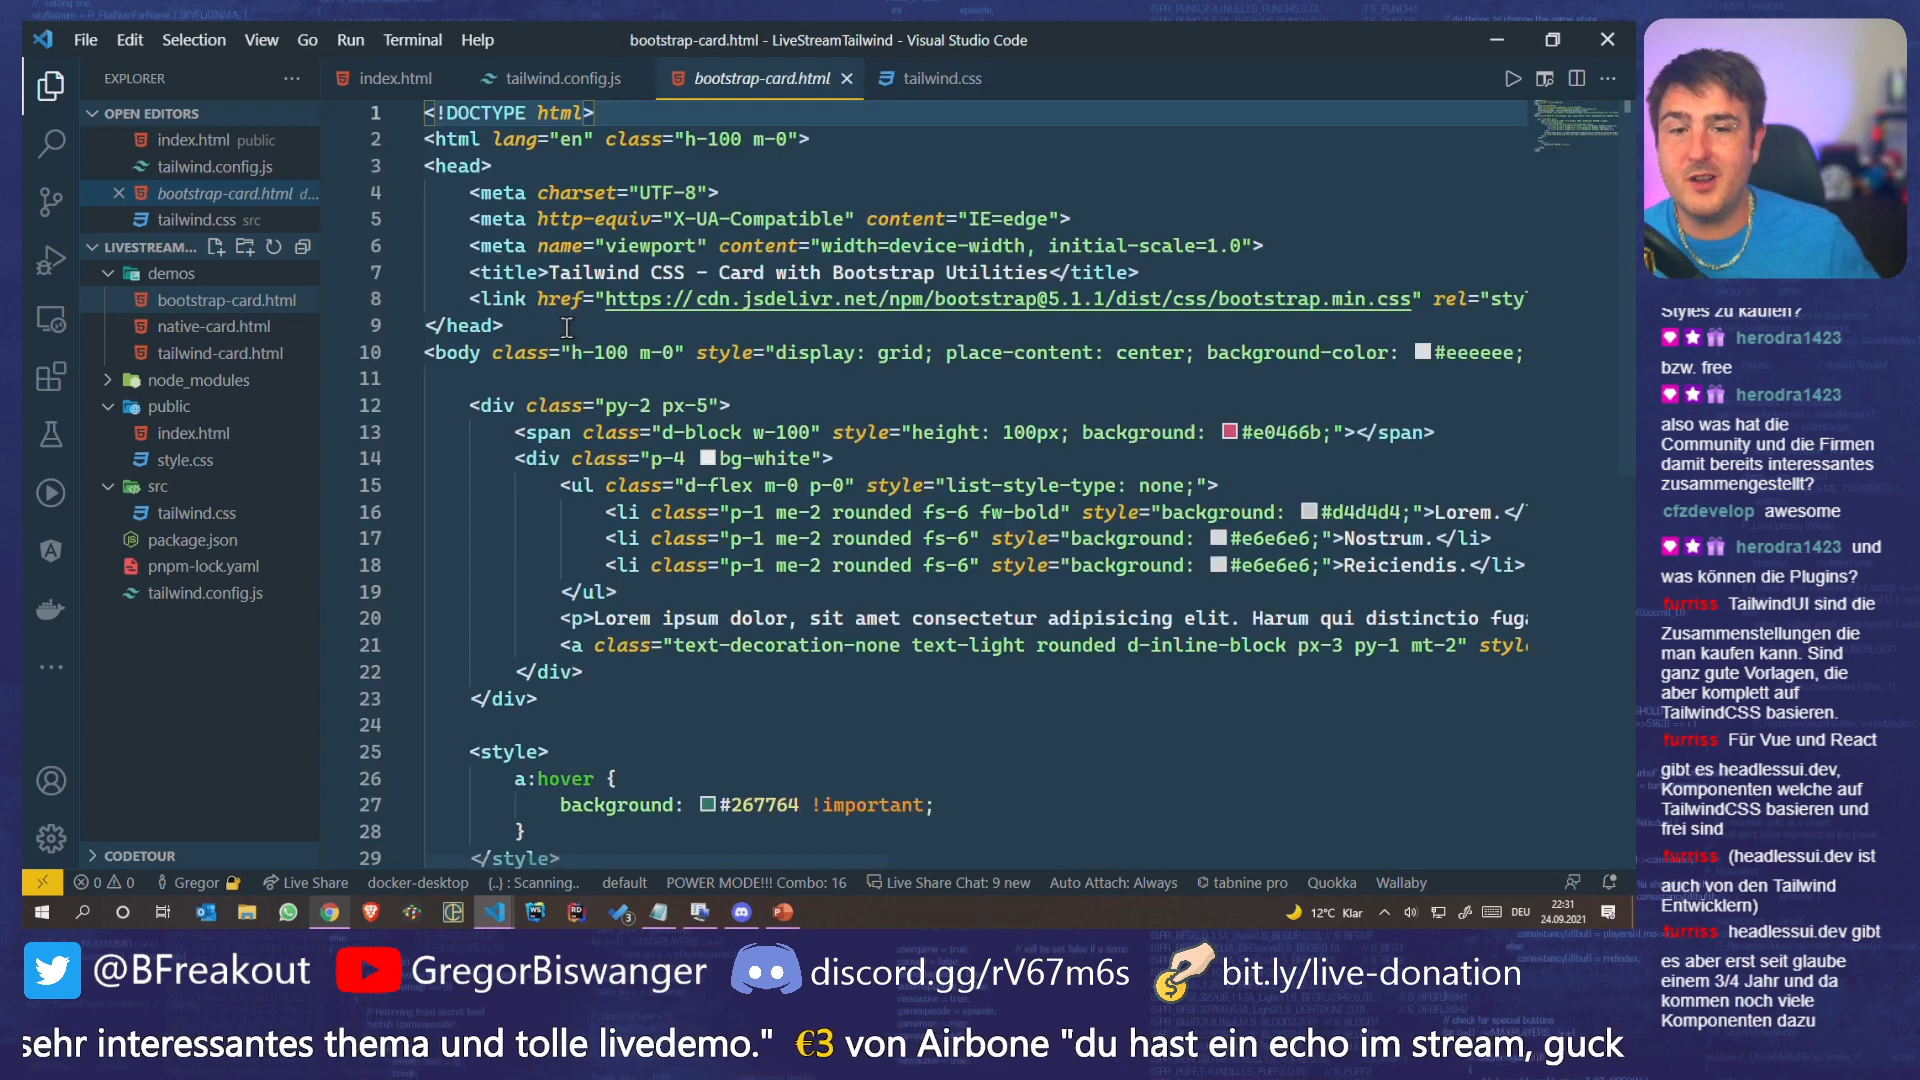 File Edit Selection View Go Run Terminal Help
bootstrap-card.html - LiveStreamTailwind - Visual Studio Code
EXPLORER
index.html tailwind.config.js bootstrap-card.html tailwind.css
OPEN EDITORS
index.html public
tailwind.config.js
bootstrap-card.html d...
tailwind.css src
LIVESTREAM...
demos
bootstrap-card.html
native-card.html
tailwind-card.html
node_modules
public
index.html
style.css
src
tailwind.css
package.json
pnpm-lock.yaml
tailwind.config.js
CODETOUR
1 <!DOCTYPE html>
2 <html lang="en" class="h-100 m-0">
3 <head>
4 <meta charset="UTF-8">
5 <meta http-equiv="X-UA-Compatible" content="IE=edge">
6 <meta name="viewport" content="width=device-width, initial-scale=1.0">
7 <title>Tailwind CSS - Card with Bootstrap Utilities</title>
8 <link href="https://cdn.jsdelivr.net/npm/bootstrap@5.1.1/dist/css/bootstrap.min.css" rel="sty
9 </head>
10 <body class="h-100 m-0" style="display: grid; place-content: center; background-color: #eeeeee;
11
12 <div class="py-2 px-5">
13 <span class="d-block w-100" style="height: 100px; background: #e0466b;"></span>
14 <div class="p-4 bg-white">
15 <ul class="d-flex m-0 p-0" style="list-style-type: none;">
16 <li class="p-1 me-2 rounded fs-6 fw-bold" style="background: #d4d4d4;">Lorem.</
17 <li class="p-1 me-2 rounded fs-6" style="background: #e6e6e6;">Nostrum.</li>
18 <li class="p-1 me-2 rounded fs-6" style="background: #e6e6e6;">Reiciendis.</li>
19 </ul>
20 <p>Lorem ipsum dolor, sit amet consectetur adipisicing elit. Harum qui distinctio fuga
21 <a class="text-decoration-none text-light rounded d-inline-block px-3 py-1 mt-2" style
22 </div>
23 </div>
24
25 <style>
26 a:hover {
27 background: #267764 !important;
28 }
29 </style>
0 0 Gregor Live Share docker-desktop {..} : Scanning.. default POWER MODE!!! Combo: 16 Live Share Chat: 9 new Auto Attach: Always tabnine pro Quokka Wallaby
3 12°C Klar DEU 22:31
24.09.2021
Styles zu kaufen?
herodra1423
bzw. free
herodra1423
also was hat die
Community und die Firmen
damit bereits interessantes
zusammengestellt?
cfzdevelop awesome
herodra1423 und
was können die Plugins?
furriss TailwindUI sind die
Zusammenstellungen die
man kaufen kann. Sind
ganz gute Vorlagen, die
aber komplett auf
TailwindCSS basieren.
furriss Für Vue und React
gibt es headlessui.dev,
Komponenten welche auf
TailwindCSS basieren und
frei sind
furriss (headlessui.dev ist
auch von den Tailwind
Entwicklern)
furriss headlessui.dev gibt
es aber erst seit glaube
einem 3/4 Jahr und da
kommen noch viele
Komponenten dazu
@BFreakout GregorBiswanger discord.gg/rV67m6s bit.ly/live-donation
sehr interessantes thema und tolle livedemo." €3 von Airbone "du hast ein echo im stream, guck